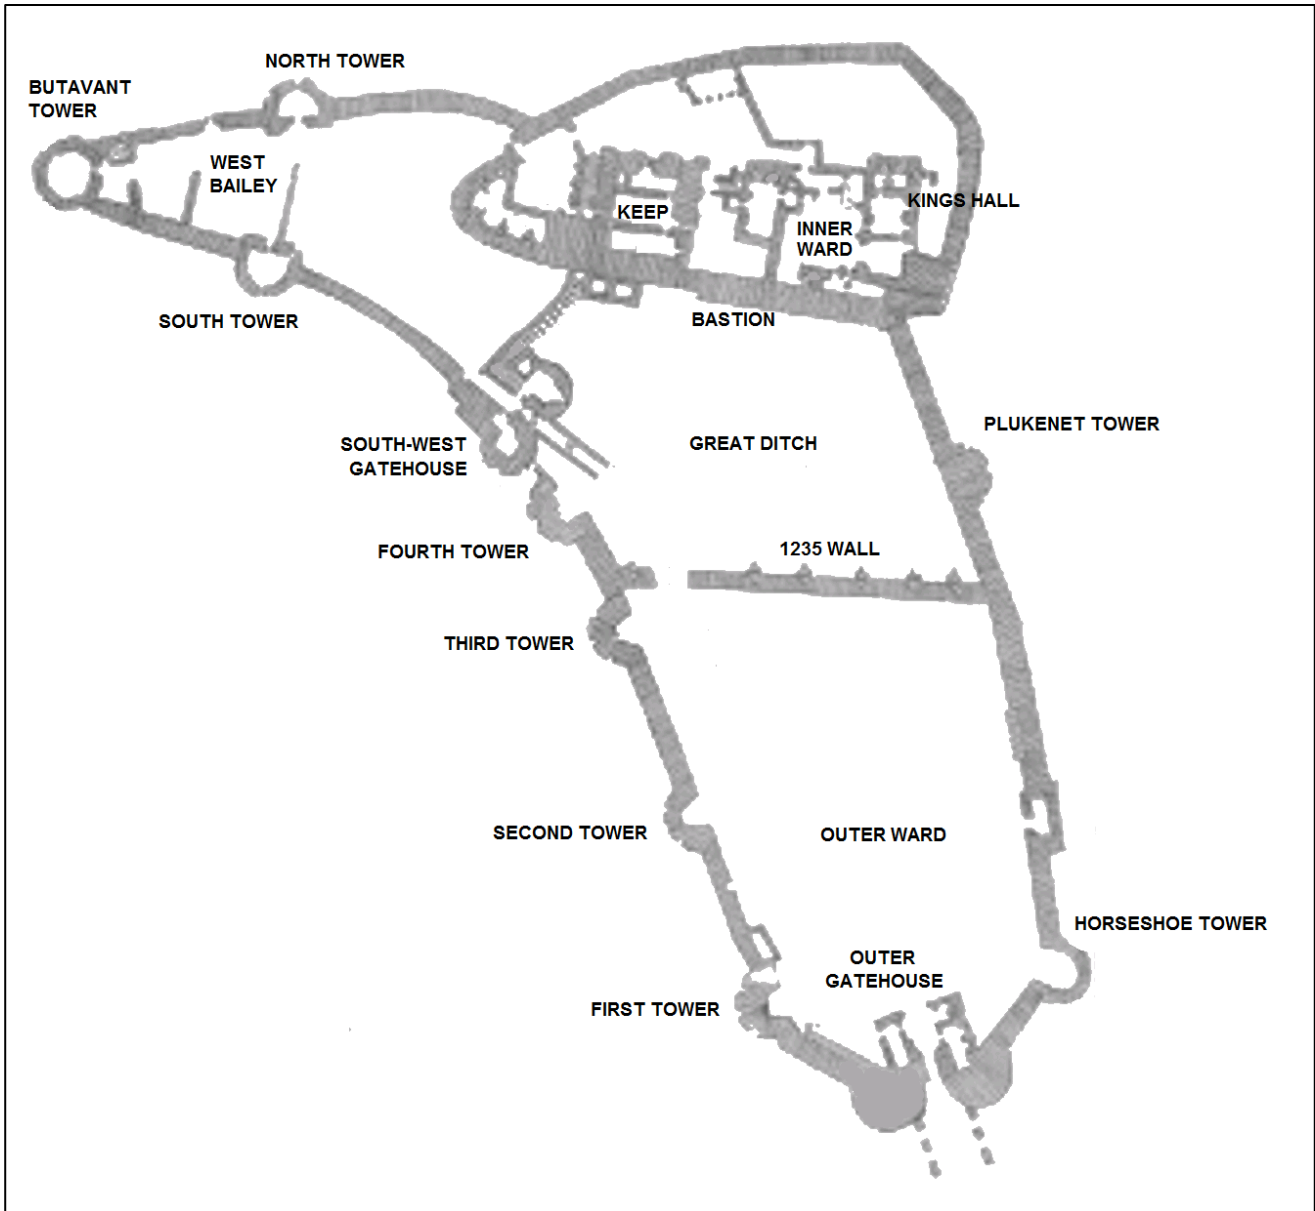 NORTH TOWER
BUTAVANT
TOWER
WEST
BAILEY
KINGS HALL
KEEP
INNER
WARD
SOUTH TOWER
BASTION
PLUKENET TOWER
SOUTH-WEST
GATEHOUSE
GREAT DITCH
FOURTH TOWER
1235 WALL
THIRD TOWER
SECOND TOWER
OUTER WARD
HORSESHOE TOWER
OUTER
GATEHOUSE
FIRST TOWER